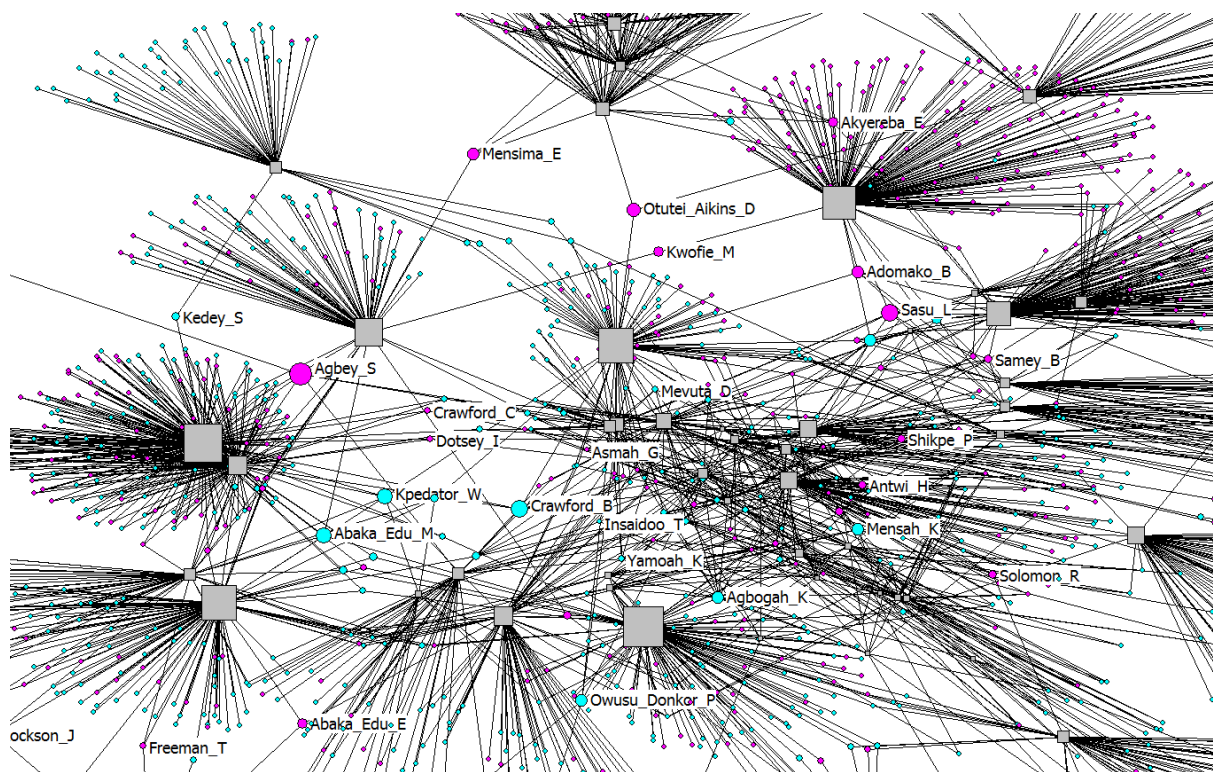 Akyereba_E
Mensima_E
Otutei_Aikins_D
Kwofie_M
Adomako_B
Kedey_S
Sasu_L
Samey_B
Agbey_S
Mevuta_D
Crawford_C
Dotsey_I
Shikpe_P
Asmah_G
Antwi_H
Kpedator_W
Crawford_B
Insaidoo_T
Mensah_K
Abaka_Edu_M
Yamoah_K
Solomon_R
Agbogah_K
Owusu_Donkor_P
Abaka_Edu_E
ockson_J
Freeman_T